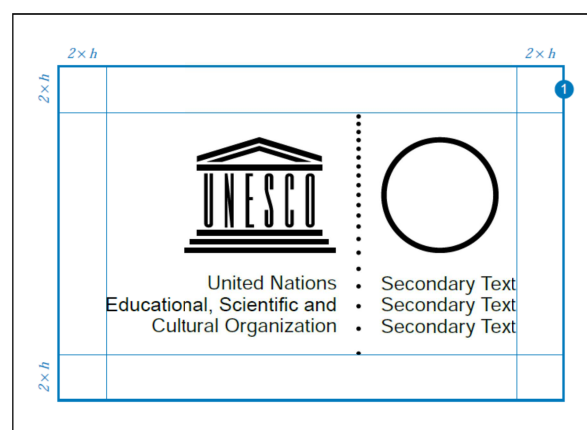 2 × h
2 × h
2 × h
1
UNESCO
United Nations
Educational, Scientific and
Cultural Organization
Secondary Text
Secondary Text
Secondary Text
2 × h